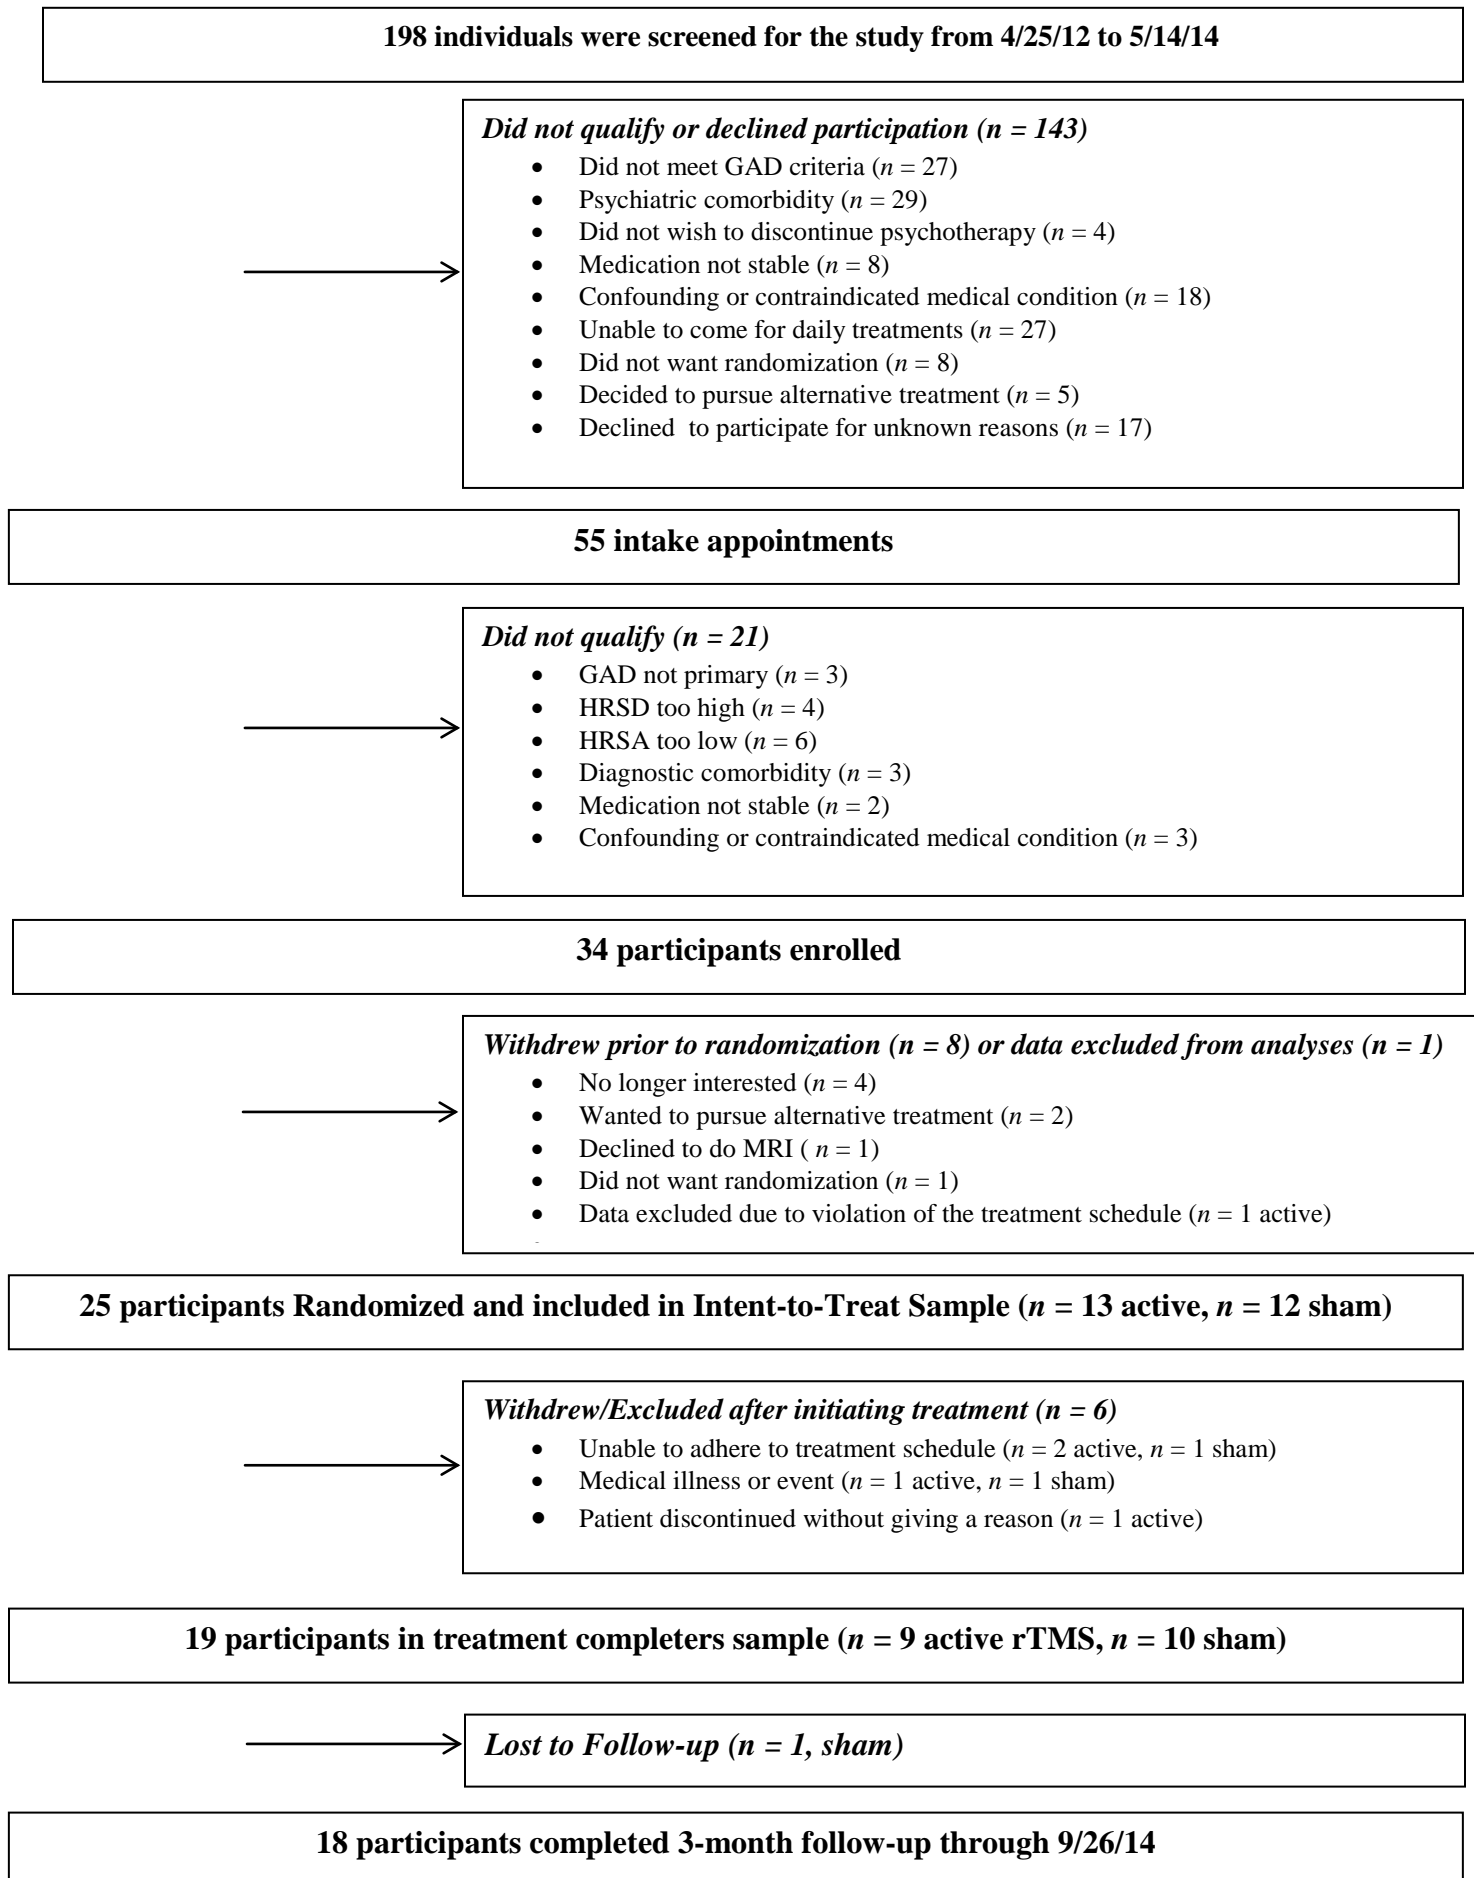 198 individuals were screened for the study from 4/25/12 to 5/14/14
Did not qualify or declined participation (n = 143)
• Did not meet GAD criteria (n = 27)
• Psychiatric comorbidity (n = 29)
• Did not wish to discontinue psychotherapy (n = 4)
• Medication not stable (n = 8)
• Confounding or contraindicated medical condition (n = 18)
• Unable to come for daily treatments (n = 27)
• Did not want randomization (n = 8)
• Decided to pursue alternative treatment (n = 5)
• Declined  to participate for unknown reasons (n = 17)
55 intake appointments
Did not qualify (n = 21)
• GAD not primary (n = 3)
• HRSD too high (n = 4)
• HRSA too low (n = 6)
• Diagnostic comorbidity (n = 3)
• Medication not stable (n = 2)
• Confounding or contraindicated medical condition (n = 3)
34 participants enrolled
Withdrew prior to randomization (n = 8) or data excluded from analyses (n = 1)
• No longer interested (n = 4)
• Wanted to pursue alternative treatment (n = 2)
• Declined to do MRI ( n = 1)
• Did not want randomization (n = 1)
• Data excluded due to violation of the treatment schedule (n = 1 active)
25 participants Randomized and included in Intent-to-Treat Sample (n = 13 active, n = 12 sham)
Withdrew/Excluded after initiating treatment (n = 6)
• Unable to adhere to treatment schedule (n = 2 active, n = 1 sham)
• Medical illness or event (n = 1 active, n = 1 sham)
• Patient discontinued without giving a reason (n = 1 active)
19 participants in treatment completers sample (n = 9 active rTMS, n = 10 sham)
Lost to Follow-up (n = 1, sham)
18 participants completed 3-month follow-up through 9/26/14